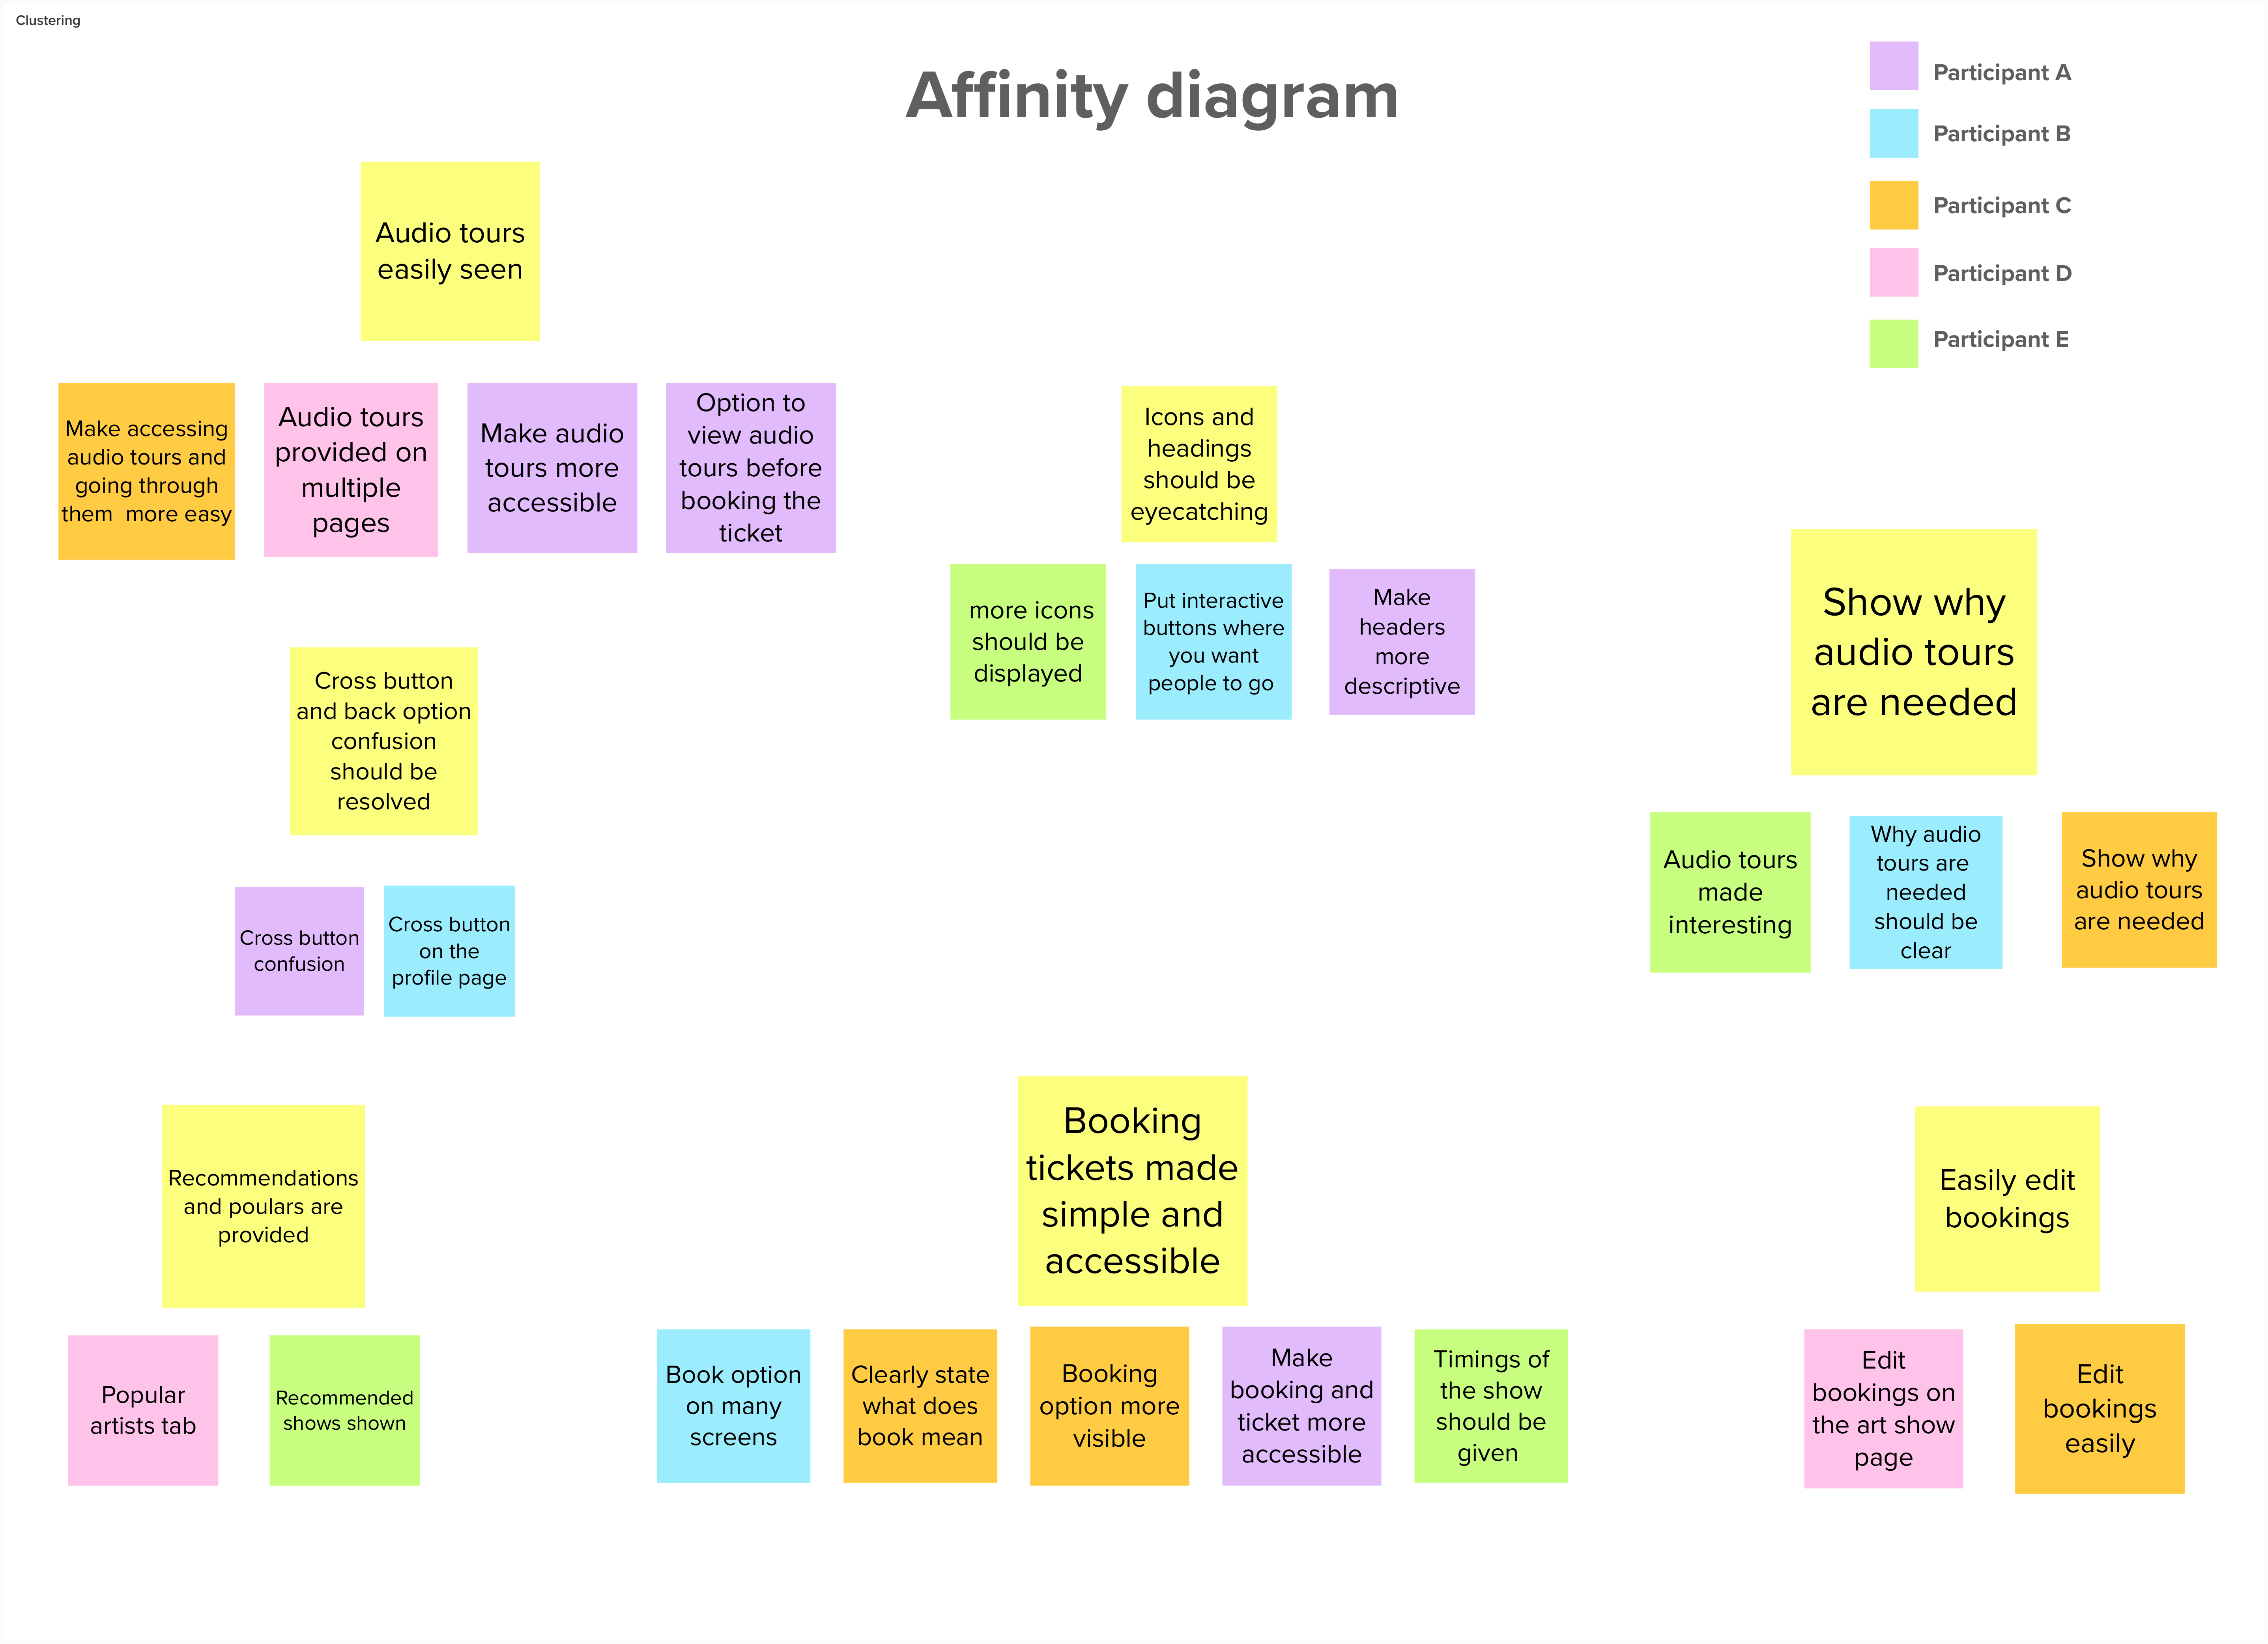 Clustering
Affinity diagram
Participant A
Participant B
Participant C
Participant D
Participant E
Audio tours
easily seen
Make accessing
audio tours and
going through
them more easy
Audio tours
provided on
multiple
pages
Make audio
tours more
accessible
Option to
view audio
tours before
booking the
ticket
Icons and
headings
should be
eyecatching
more icons
should be
displayed
Put interactive
buttons where
you want
people to go
Make
headers
more
descriptive
Show why
audio tours
are needed
Audio tours
made
interesting
Why audio
tours are
needed
should be
clear
Show why
audio tours
are needed
Cross button
and back option
confusion
should be
resolved
Cross button
confusion
Cross button
on the
profile page
Recommendations
and poulars are
provided
Popular
artists tab
Recommended
shows shown
Booking
tickets made
simple and
accessible
Book option
on many
screens
Clearly state
what does
book mean
Booking
option more
visible
Make
booking and
ticket more
accessible
Timings of
the show
should be
given
Easily edit
bookings
Edit
bookings on
the art show
page
Edit
bookings
easily